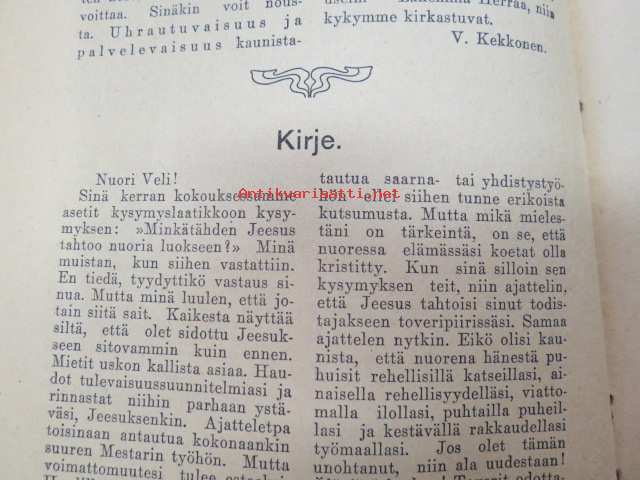 voittaa. Sinäkin voit nous-
ta. Uhrautuvaisuus ja
palvelevaisuus kaunista-
Herraa, niin
kykymme kirkastuvat.
V. Kekkonen.
Kirje.
Nuori Veli!
Sinä kerran kokouksessamme
asetit kysymyslaatikkoon kysy-
myksen: »Minkätähden Jeesus
tahtoo nuoria luokseen?» Minä
muistan, kun siihen vastattiin.
En tiedä, tyydyttikö vastaus si-
nua. Mutta minä luulen, että jo-
tain siitä sait. Kaikesta näyttää
siltä, että olet sidottu Jeesuk-
seen sitovammin kuin ennen.
Mietit uskon kallista asiaa. Hau-
dot tulevaisuussuunnitelmiasi ja
rinnastat niihin parhaan ystä-
väsi, Jeesuksenkin. Ajatteletpa
toisinaan antautua kokonaankin
suuren Mestarin työhön. Mutta
voimattomuutesi tulee
tautua saarna- tai yhdistystyö-
hön ellei siihen tunne erikoista
kutsumusta. Mutta mikä mieles-
täni on tärkeintä, on se, että
nuoressa elämässäsi koetat olla
kristitty. Kun sinä silloin sen
kysymyksen teit, niin ajattelin,
että Jeesus tahtoisi sinut todis-
tajakseen toveripiirissäsi. Samaa
ajattelen nytkin. Eikö olisi kau-
nista, että nuorena hänestä pu-
huisit rehellisillä katseillasi, ai-
naisella rehellisyydelläsi, viatto-
malla ilollasi, puhtailla puheil-
lasi ja kestävällä rakkaudellasi
työmaallasi. Jos olet tämän
unohtanut, niin ala uudestaan!
Antikvaributti.net